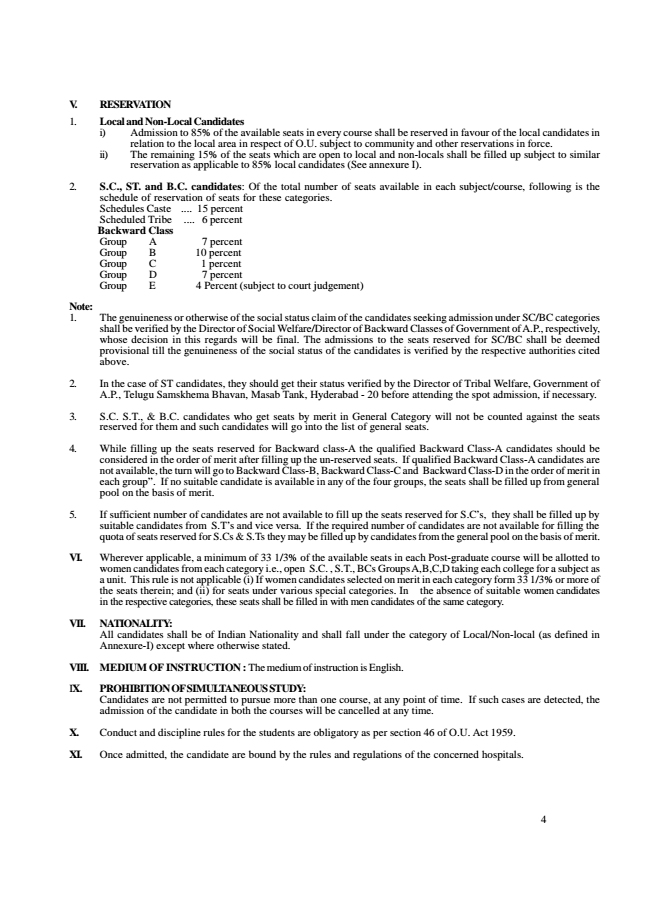 V. RESERVATION
1. Local and Non-Local Candidates
i) Admission to 85% of the available seats in every course shall be reserved in favour of the local candidates in
relation to the local area in respect of O.U. subject to community and other reservations in force.
ii) The remaining 15% of the seats which are open to local and non-locals shall be filled up subject to similar
reservation as applicable to 85% local candidates (See annexure I).
2. S.C., ST. and B.C. candidates: Of the total number of seats available in each subject/course, following is the
schedule of reservation of seats for these categories.
Schedules Caste .... 15 percent
Scheduled Tribe .... 6 percent
Backward Class
Group A 7 percent
Group B 10 percent
Group C 1 percent
Group D 7 percent
Group E 4 Percent (subject to court judgement)
Note:
1. The genuineness or otherwise of the social status claim of the candidates seeking admission under SC/BC categories
shall be verified by the Director of Social Welfare/Director of Backward Classes of Government of A.P., respectively,
whose decision in this regards will be final. The admissions to the seats reserved for SC/BC shall be deemed
provisional till the genuineness of the social status of the candidates is verified by the respective authorities cited
above.
2. In the case of ST candidates, they should get their status verified by the Director of Tribal Welfare, Government of
A.P., Telugu Samskhema Bhavan, Masab Tank, Hyderabad - 20 before attending the spot admission, if necessary.
3. S.C. S.T., & B.C. candidates who get seats by merit in General Category will not be counted against the seats
reserved for them and such candidates will go into the list of general seats.
4. While filling up the seats reserved for Backward class-A the qualified Backward Class-A candidates should be
considered in the order of merit after filling up the un-reserved seats. If qualified Backward Class-A candidates are
not available, the turn will go to Backward Class-B, Backward Class-C and Backward Class-D in the order of merit in
each group”. If no suitable candidate is available in any of the four groups, the seats shall be filled up from general
pool on the basis of merit.
5. If sufficient number of candidates are not available to fill up the seats reserved for S.C’s, they shall be filled up by
suitable candidates from S.T’s and vice versa. If the required number of candidates are not available for filling the
quota of seats reserved for S.Cs & S.Ts they may be filled up by candidates from the general pool on the basis of merit.
VI. Wherever applicable, a minimum of 33 1/3% of the available seats in each Post-graduate course will be allotted to
women candidates from each category i.e., open S.C. , S.T., BCs Groups A,B,C,D taking each college for a subject as
a unit. This rule is not applicable (i) If women candidates selected on merit in each category form 33 1/3% or more of
the seats therein; and (ii) for seats under various special categories. In the absence of suitable women candidates
in the respective categories, these seats shall be filled in with men candidates of the same category.
VII. NATIONALITY:
All candidates shall be of Indian Nationality and shall fall under the category of Local/Non-local (as defined in
Annexure-I) except where otherwise stated.
VIII. MEDIUM OF INSTRUCTION : The medium of instruction is English.
IX. PROHIBITION OF SIMULTANEOUS STUDY:
Candidates are not permitted to pursue more than one course, at any point of time. If such cases are detected, the
admission of the candidate in both the courses will be cancelled at any time.
X. Conduct and discipline rules for the students are obligatory as per section 46 of O.U. Act 1959.
XI. Once admitted, the candidate are bound by the rules and regulations of the concerned hospitals.
4